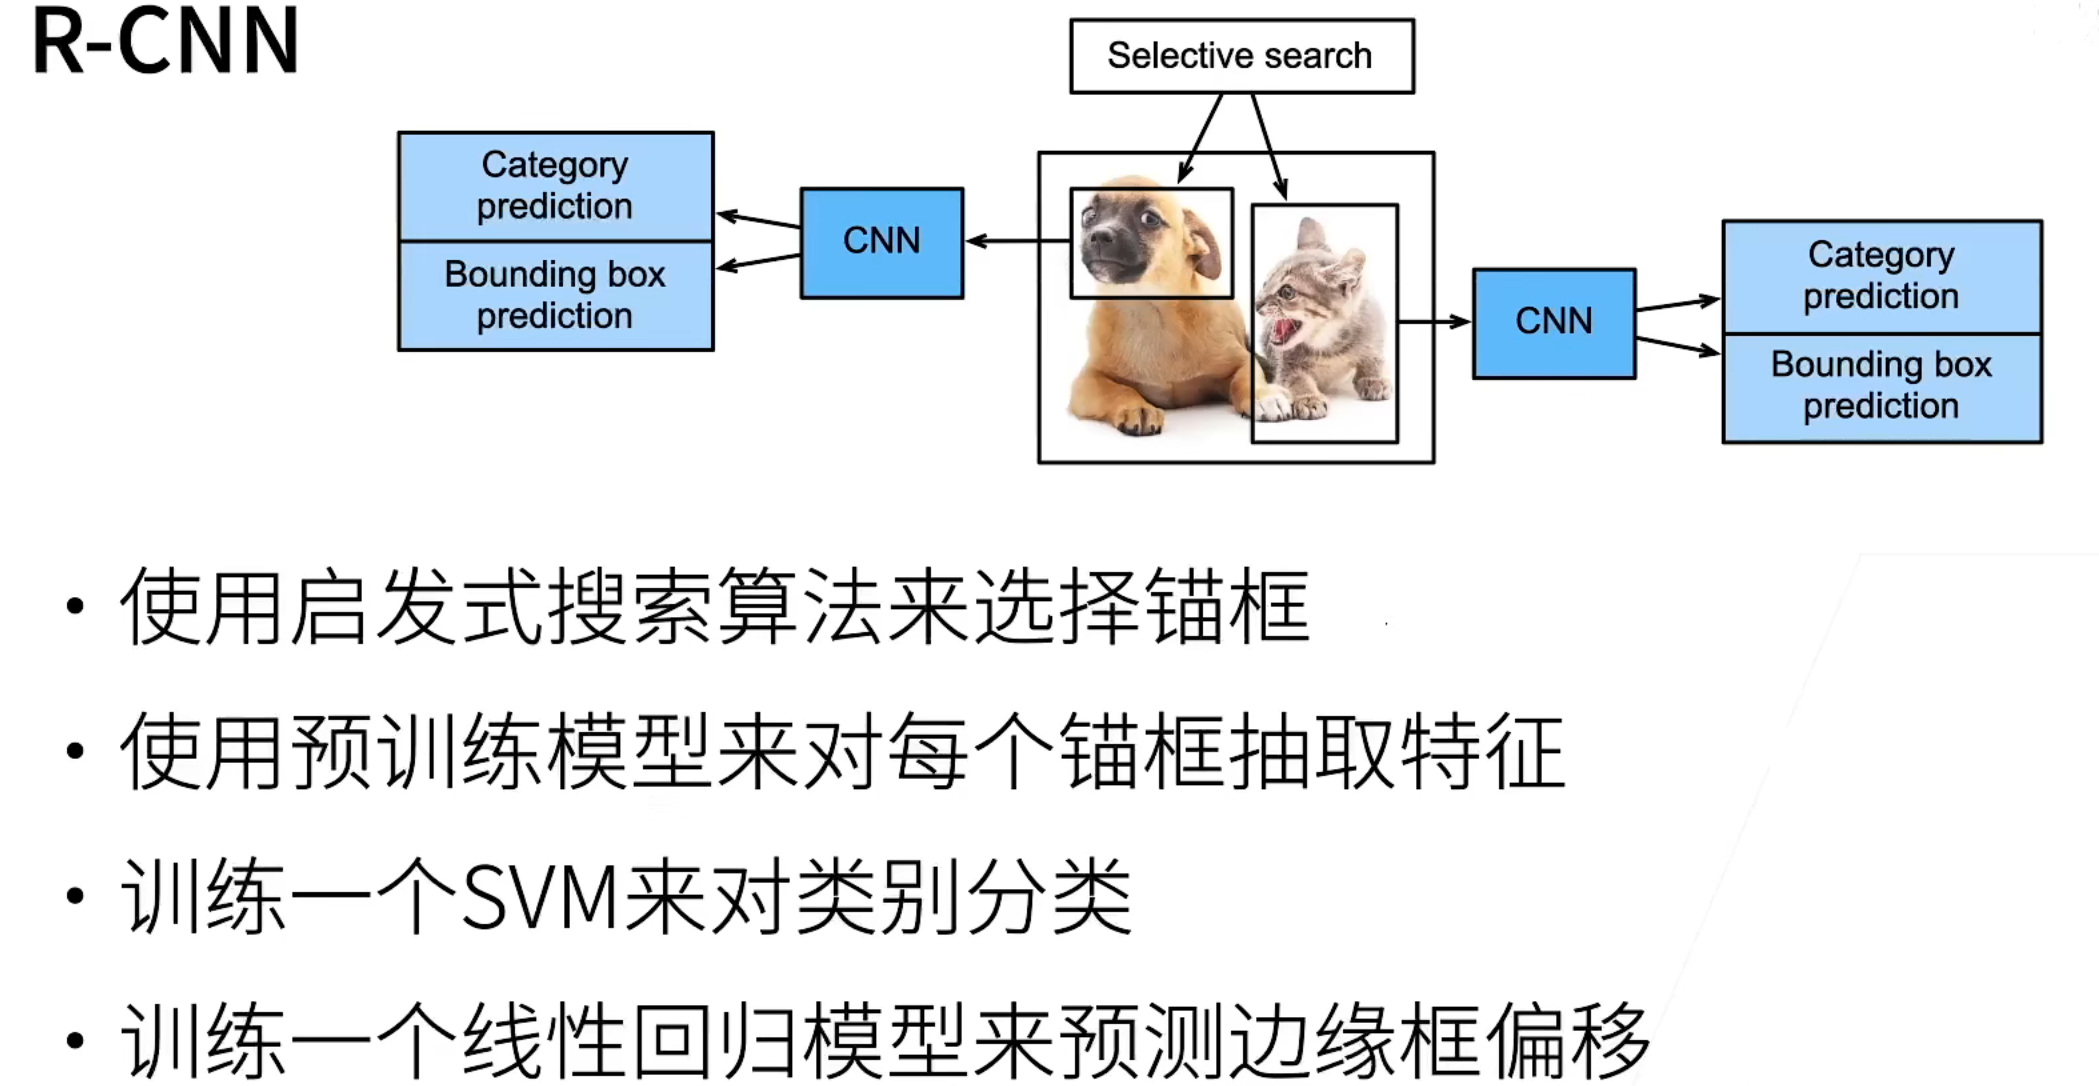 R-CNN
Selective search
Category
prediction
Bounding box
prediction
CNN
CNN
Category
prediction
Bounding box
prediction
• 使用启发式搜索算法来选择锚框
• 使用预训练模型来对每个锚框抽取特征
• 训练一个SVM来对类别分类
• 训练一个线性回归模型来预测边缘框偏移